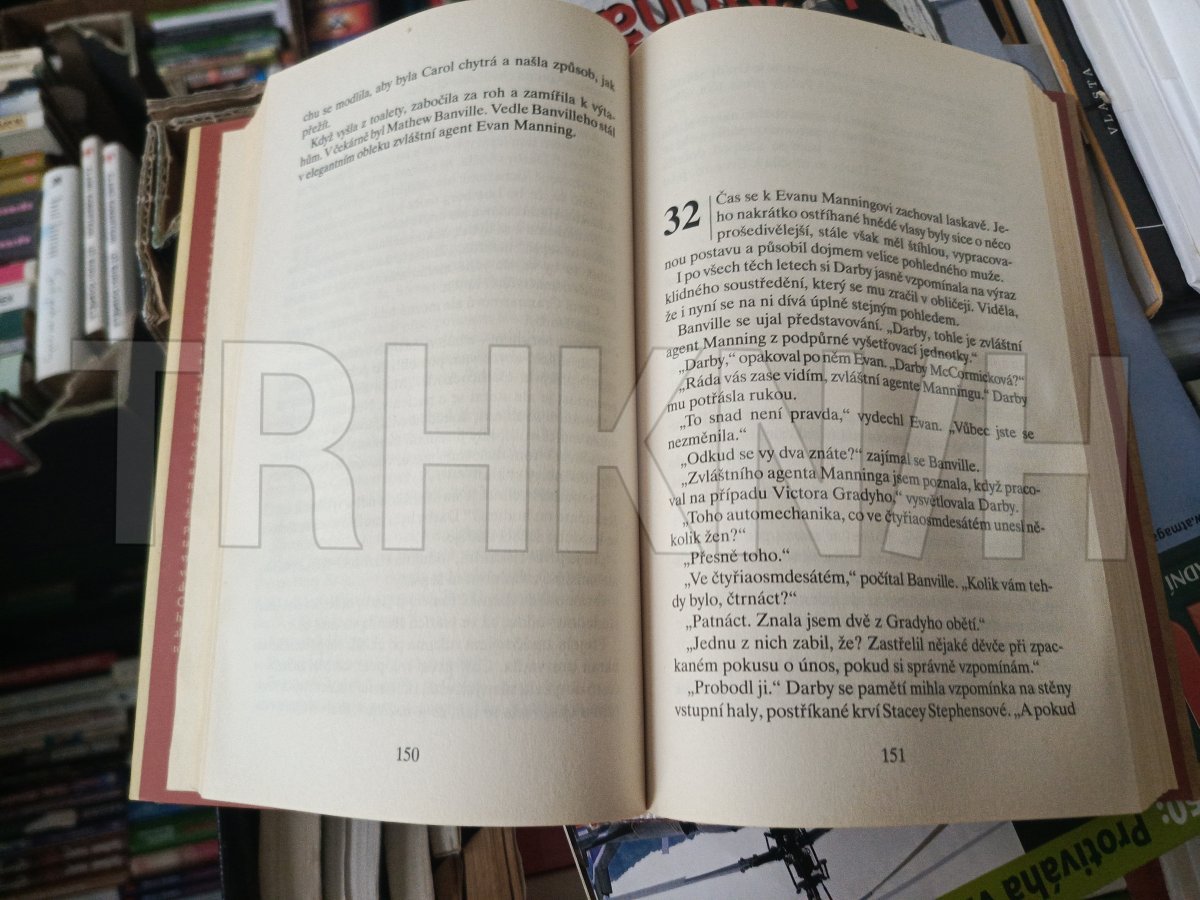 chu se modlila, aby byla Carol chytrá a našla způsob, jak
přežít.
Když vyšla z toalety, zabočila za roh a zamířila k výta-
hům. V čekárně byl Mathew Banville. Vedle Banvilleho stál
v elegantním obleku zvláštní agent Evan Manning.
150
32
Čas se k Evanu Manningovi zachoval laskavě. Je-
ho nakrátko ostříhané hnědé vlasy byly sice o něco
prošedivělejší, stále však měl štíhlou, vypracova-
nou postavu a působil dojmem velice pohledného muže.
I po všech těch letech si Darby jasně vzpomínala na výraz
klidného soustředění, který se mu zračil v obličeji. Viděla,
že i nyní se na ni dívá úplně stejným pohledem.
Banville se ujal představování. „Darby, tohle je zvláštní
agent Manning z podpůrné vyšetřovací jednotky.“
„Darby,“ opakoval po něm Evan. „Darby McCormicková?“
„Ráda vás zase vidím, zvláštní agente Manningu.“ Darby
mu potřásla rukou.
„To snad není pravda,“ vydechl Evan. „Vůbec jste se
nezměnila.“
„Odkud se vy dva znáte?“ zajímal se Banville.
„Zvláštního agenta Manninga jsem poznala, když praco-
val na případu Victora Gradyho,“ vysvětlovala Darby.
„Toho automechanika, co ve čtyřiaosmdesátém unesl ně-
kolik žen?“
„Přesně toho.“
„Ve čtyřiaosmdesátém,“ počítal Banville. „Kolik vám teh-
dy bylo, čtrnáct?“
„Patnáct. Znala jsem dvě z Gradyho obětí.“
„Jednu z nich zabil, že? Zastřelil nějaké děvče při zpac-
kaném pokusu o únos, pokud si správně vzpomínám.“
„Probodl ji.“ Darby se pamětí mihla vzpomínka na stěny
vstupní haly, postříkané krví Stacey Stephensové. „A pokud
151
VLASTA
Protiváha
TRHKNIH